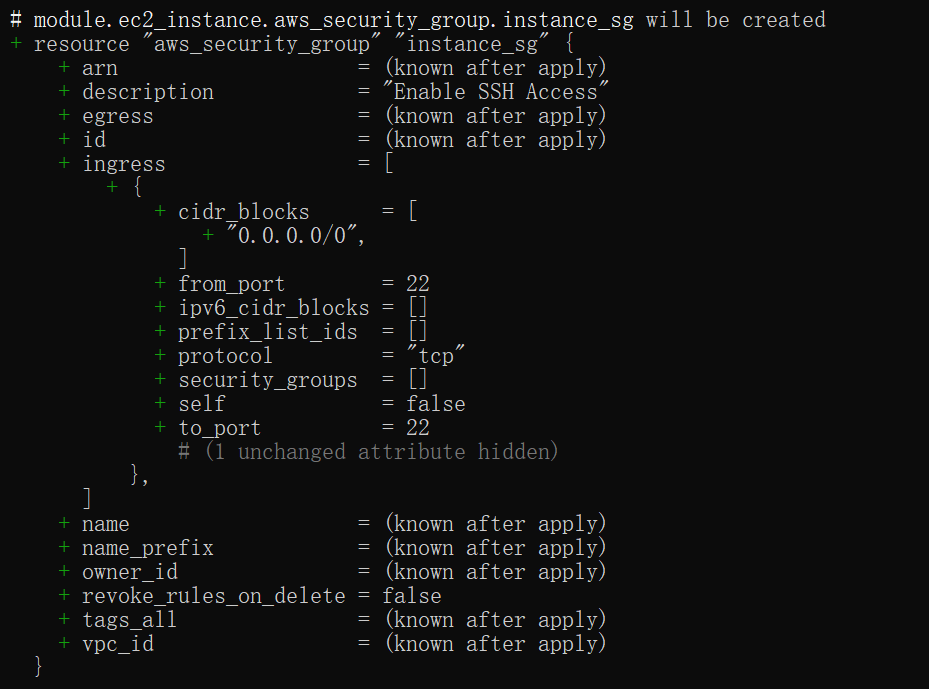 # module.ec2_instance.aws_security_group.instance_sg will be created
+ resource "aws_security_group" "instance_sg" {
    + arn                    = (known after apply)
    + description            = "Enable SSH Access"
    + egress                 = (known after apply)
    + id                     = (known after apply)
    + ingress                = [
        + {
            + cidr_blocks      = [
                + "0.0.0.0/0",
              ]
            + from_port        = 22
            + ipv6_cidr_blocks = []
            + prefix_list_ids  = []
            + protocol         = "tcp"
            + security_groups  = []
            + self             = false
            + to_port          = 22
              # (1 unchanged attribute hidden)
          },
      ]
    + name                   = (known after apply)
    + name_prefix            = (known after apply)
    + owner_id               = (known after apply)
    + revoke_rules_on_delete = false
    + tags_all               = (known after apply)
    + vpc_id                 = (known after apply)
  }